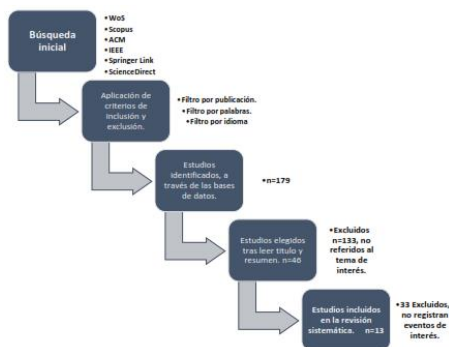 Búsqueda
inicial
•WoS
•Scopus
•ACM
•IEEE
•Springer Link
•ScienceDirect
Aplicación de
criterios de
inclusión y
exclusión.
•Filtro por publicación.
•Filtro por palabras.
•Filtro por idioma
Estudios
identificados, a
través de las bases
de datos.
•n=179
Estudios elegidos
tras leer título y
resumen. n=46
•Excluidos
n=133, no
referidos al
tema de
interés.
Estudios incluidos
en la revisión
sistemática. n=13
•33 Excluidos,
no registran
eventos de
interés.